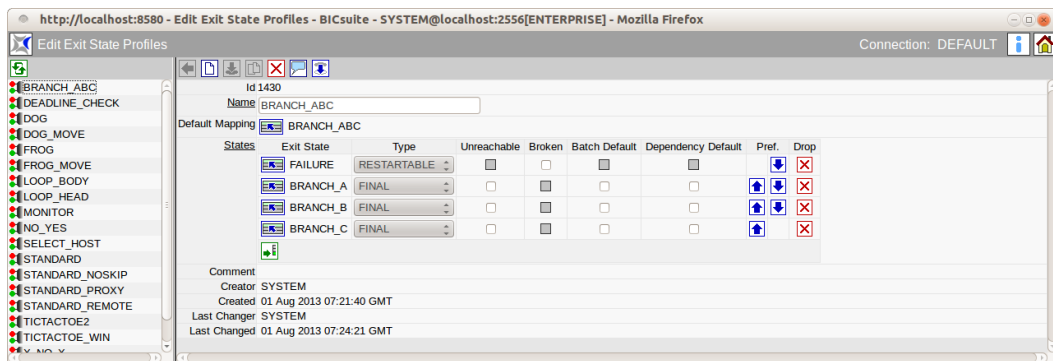 http://localhost:8580 - Edit Exit State Profiles - BICsuite - SYSTEM@localhost:2556[ENTERPRISE] - Mozilla Firefox
Edit Exit State Profiles
Connection: DEFAULT
BRANCH_ABC
DEADLINE_CHECK
DOG
DOG_MOVE
FROG
FROG_MOVE
LOOP_BODY
LOOP_HEAD
MONITOR
NO_YES
SELECT_HOST
STANDARD
STANDARD_NOSKIP
STANDARD_PROXY
STANDARD_REMOTE
TICTACTOE2
TICTACTOE_WIN
X_NO_X
Id 1430
Name BRANCH_ABC
Default Mapping BRANCH_ABC
States Exit State Type Unreachable Broken Batch Default Dependency Default Pref. Drop
FAILURE RESTARTABLE
BRANCH_A FINAL
BRANCH_B FINAL
BRANCH_C FINAL
Comment
Creator SYSTEM
Created 01 Aug 2013 07:21:40 GMT
Last Changer SYSTEM
Last Changed 01 Aug 2013 07:24:21 GMT